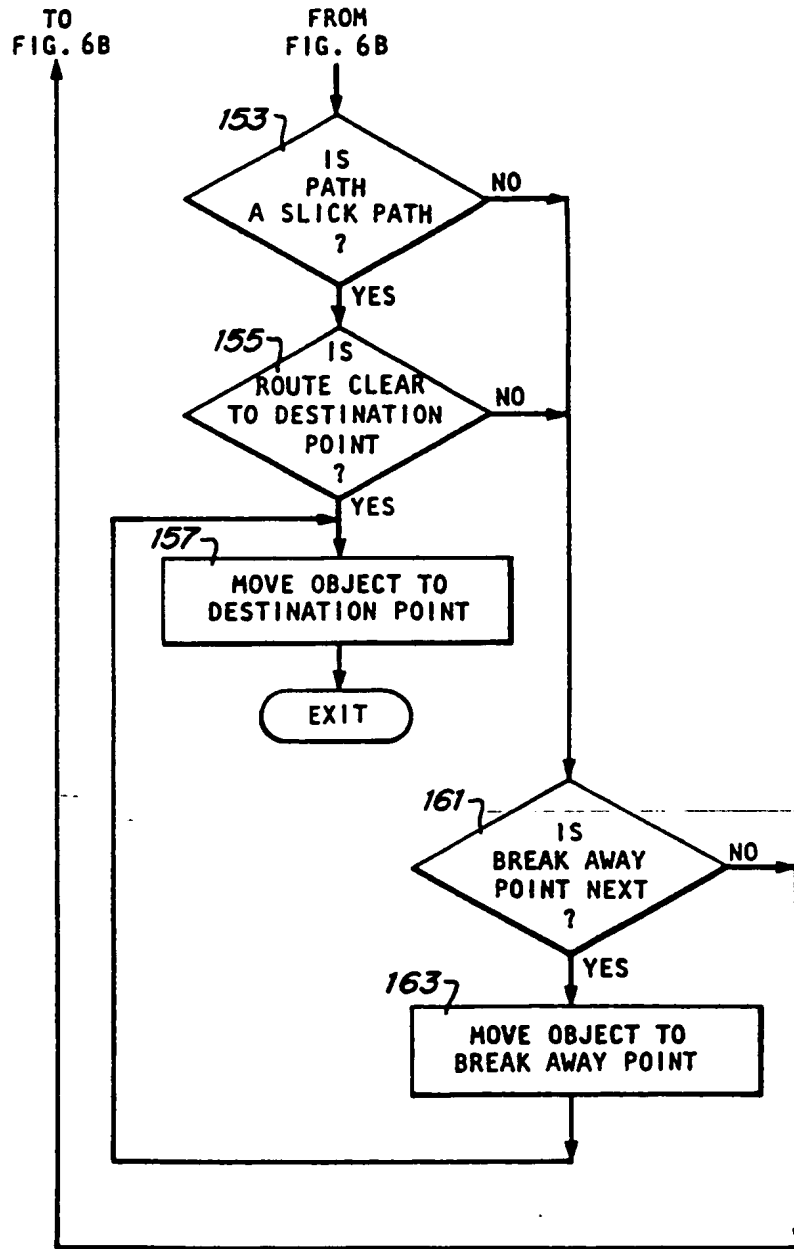 TO
FIG. 6B
FROM
FIG. 6B
153
IS
PATH
A SLICK PATH
?
NO
YES
155
IS
ROUTE CLEAR
TO DESTINATION
POINT
?
NO
YES
157
MOVE OBJECT TO
DESTINATION POINT
EXIT
161
IS
BREAK AWAY
POINT NEXT
?
NO
YES
163
MOVE OBJECT TO
BREAK AWAY POINT